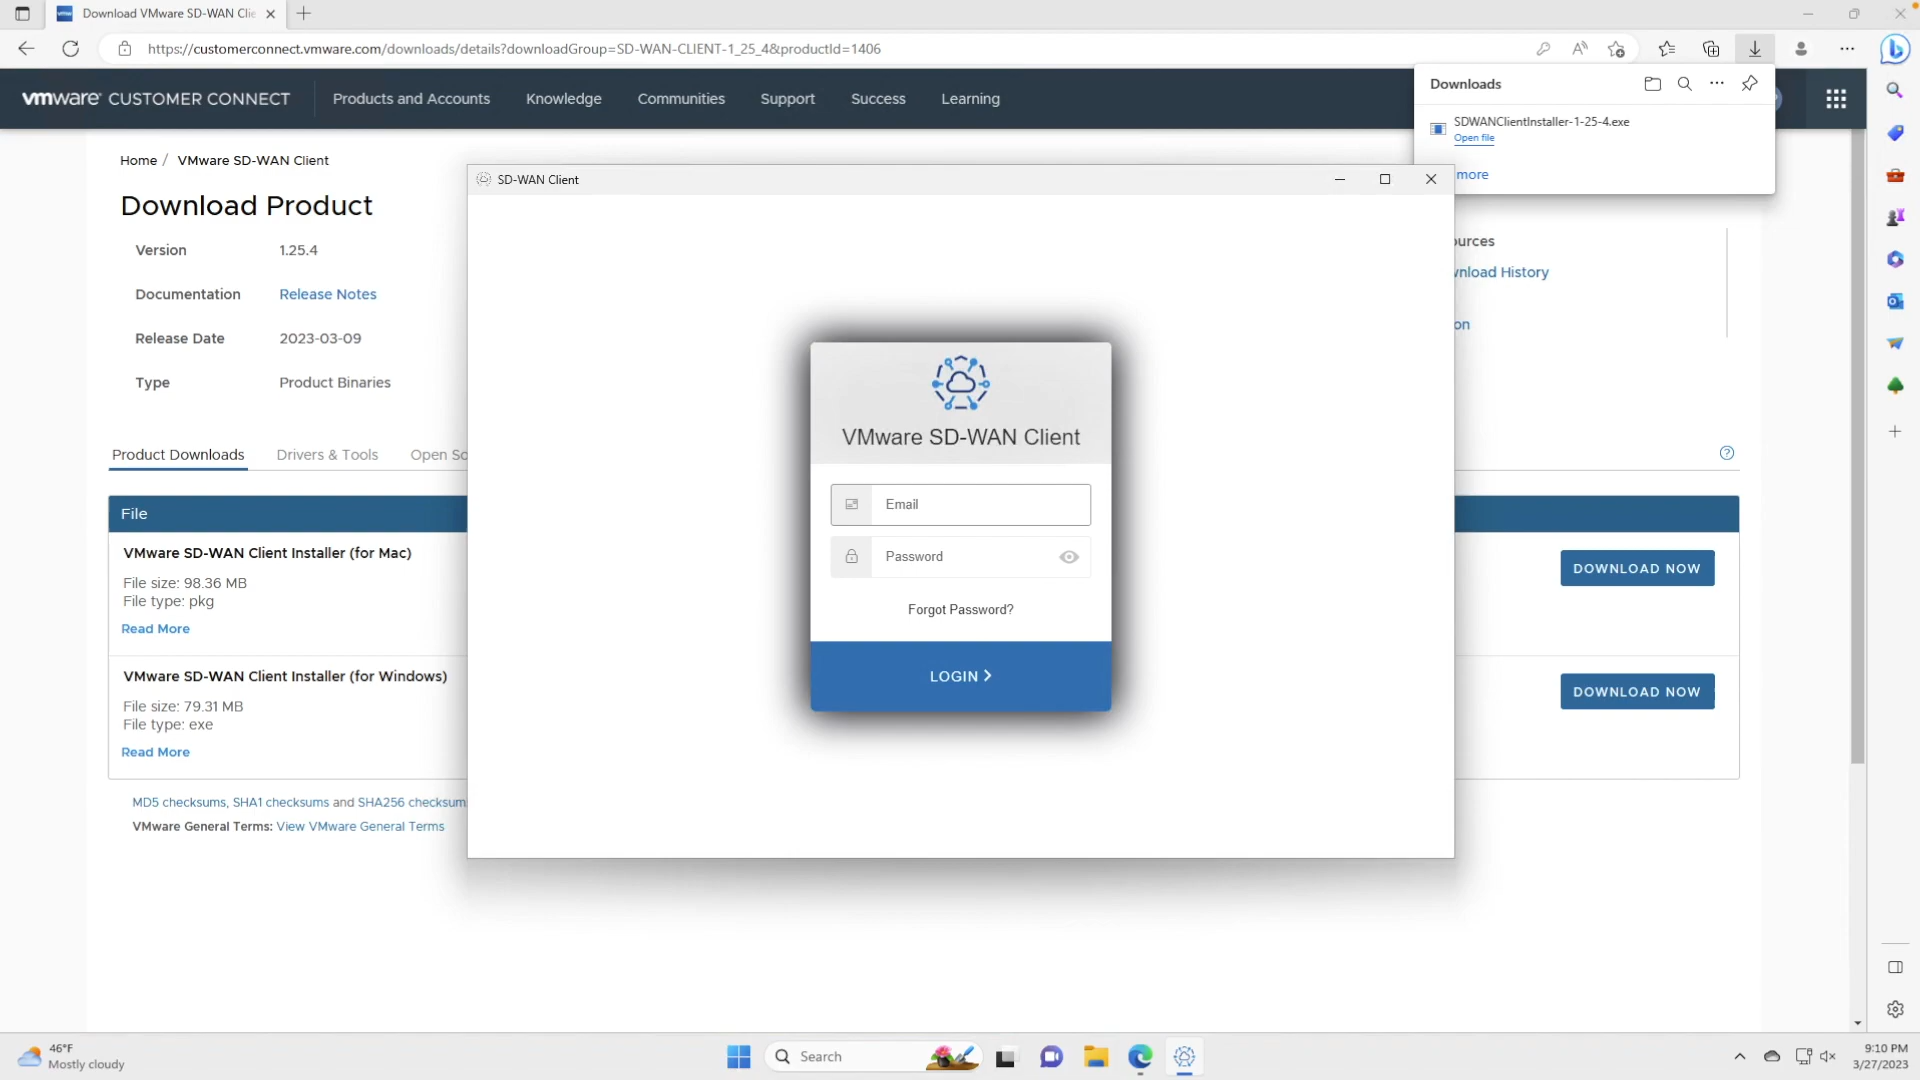 Download VMware SD-WAN Clie
https://customerconnect.vmware.com/downloads/details?downloadGroup=SD-WAN-CLIENT-1_25_4&productId=1406
vmware CUSTOMER CONNECT
Products and Accounts
Knowledge
Communities
Support
Success
Learning
Downloads
SDWANClientInstaller-1-25-4.exe
Open file
more
Home / VMware SD-WAN Client
Download Product
Version 1.25.4
Documentation Release Notes
Release Date 2023-03-09
Type Product Binaries
SD-WAN Client
VMware SD-WAN Client
Email
Password
Forgot Password?
LOGIN
ources
wnload History
on
Product Downloads
Drivers & Tools
Open So
File
VMware SD-WAN Client Installer (for Mac)
File size: 98.36 MB
File type: pkg
Read More
DOWNLOAD NOW
VMware SD-WAN Client Installer (for Windows)
File size: 79.31 MB
File type: exe
Read More
DOWNLOAD NOW
MD5 checksums, SHA1 checksums and SHA256 checksum
VMware General Terms: View VMware General Terms
46°F
Mostly cloudy
Search
9:10 PM
3/27/2023